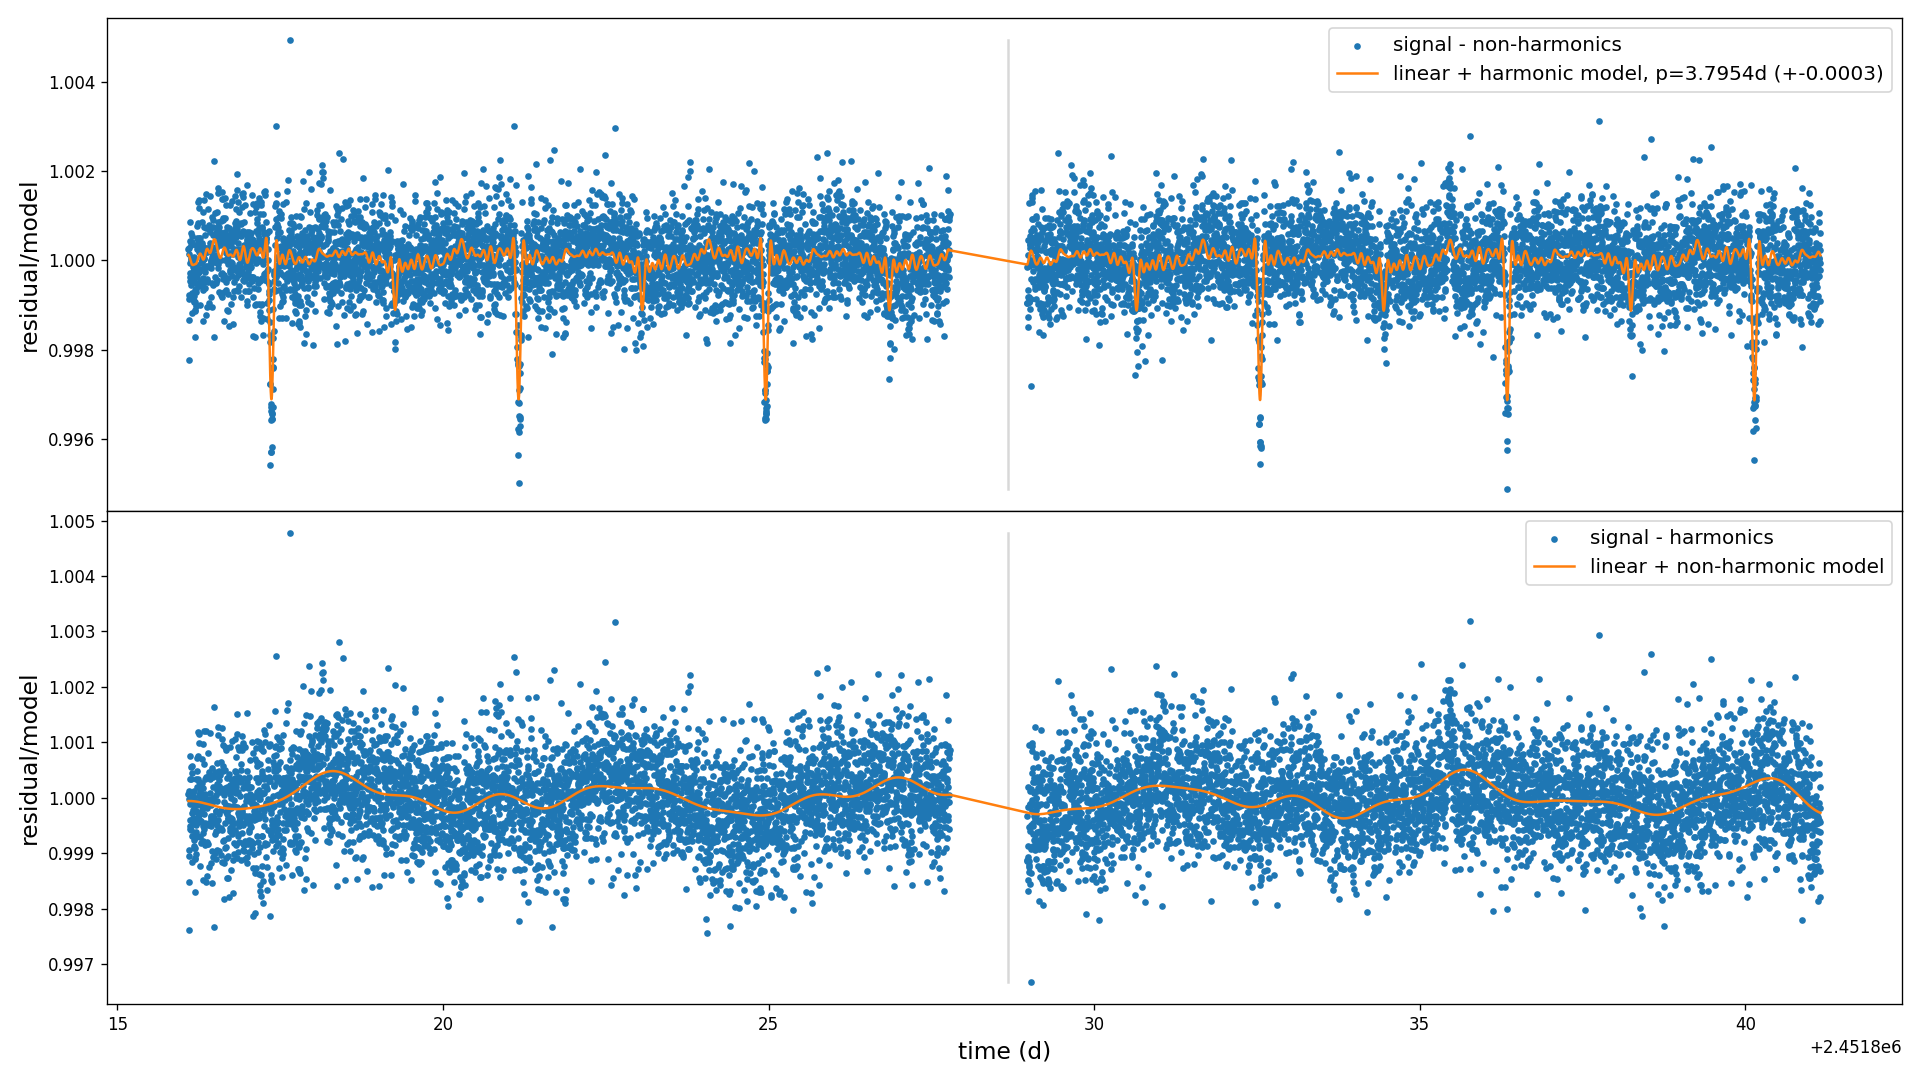 signal - non-harmonics
linear + harmonic model, p=3.7954d (+-0.0003)
1.004
1.002
1.000
0.998
0.996
residual/model
signal - harmonics
linear + non-harmonic model
1.005
1.004
1.003
1.002
1.001
1.000
0.999
0.998
0.997
residual/model
15
20
25
30
35
40
time (d)
+2.4518e6